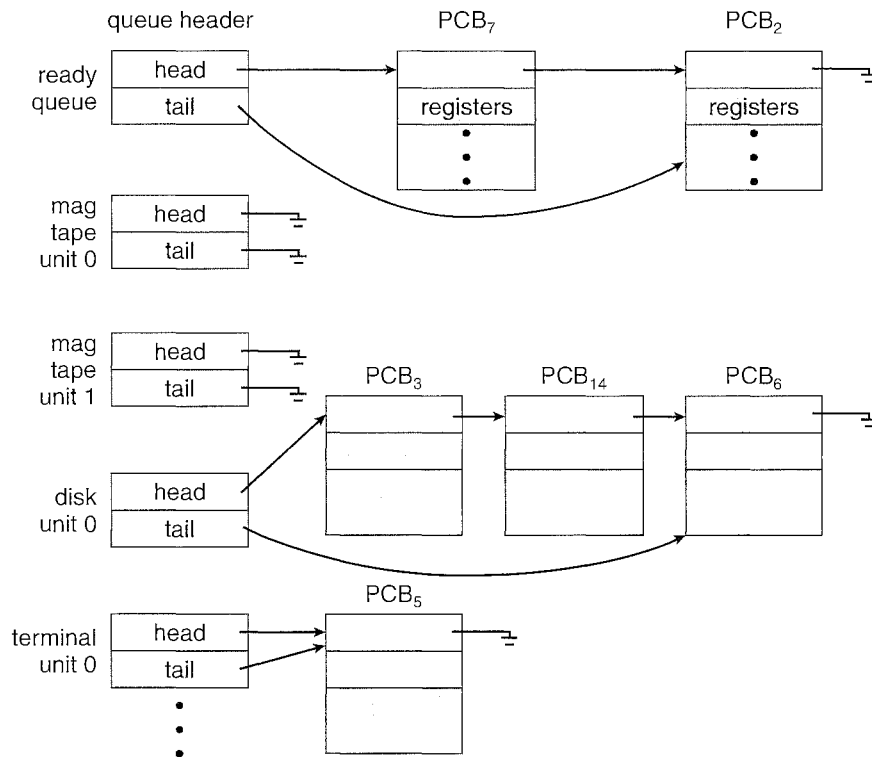 queue header
PCB₇
PCB₂
ready
queue
head
tail
registers
registers
mag
tape
unit 0
head
tail
mag
tape
unit 1
head
tail
PCB₃
PCB₁₄
PCB₆
disk
unit 0
head
tail
PCB₅
terminal
unit 0
head
tail